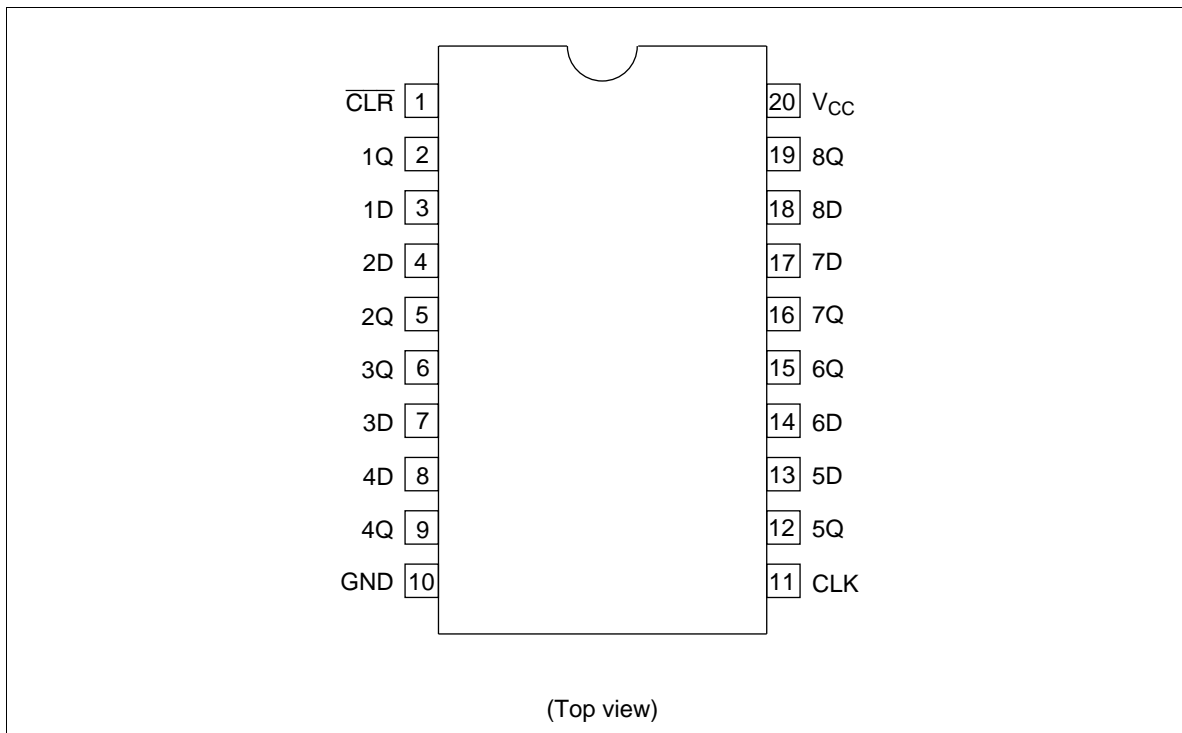 C̅L̅R̅ 1 20 V_CC
1Q 2 19 8Q
1D 3 18 8D
2D 4 17 7D
2Q 5 16 7Q
3Q 6 15 6Q
3D 7 14 6D
4D 8 13 5D
4Q 9 12 5Q
GND 10 11 CLK
(Top view)